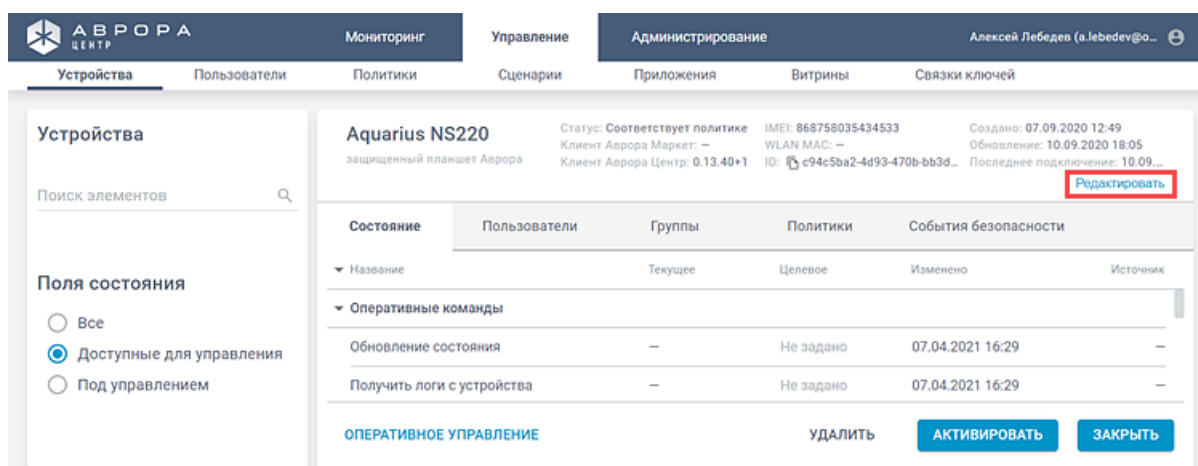 АВРОРА
ЦЕНТР
Мониторинг Управление Администрирование Алексей Лебедев (a.lebedev@o...
Устройства Пользователи Политики Сценарии Приложения Витрины Связки ключей
Устройства
Поиск элементов
Поля состояния
Все
Доступные для управления
Под управлением
Aquarius NS220
защищенный планшет Аврора
Статус: Соответствует политике
Клиент Аврора Маркет: —
Клиент Аврора Центр: 0.13.40+1
IMEI: 868758035434533
WLAN MAC: —
ID: c94c5ba2-4d93-470b-bb3d...
Создано: 07.09.2020 12:49
Обновление: 10.09.2020 18:05
Последнее подключение: 10.09....
Редактировать
Состояние Пользователи Группы Политики События безопасности
Название Текущее Целевое Изменено Источник
Оперативные команды
Обновление состояния — Не задано 07.04.2021 16:29 —
Получить логи с устройства — Не задано 07.04.2021 16:29 —
ОПЕРАТИВНОЕ УПРАВЛЕНИЕ УДАЛИТЬ АКТИВИРОВАТЬ ЗАКРЫТЬ